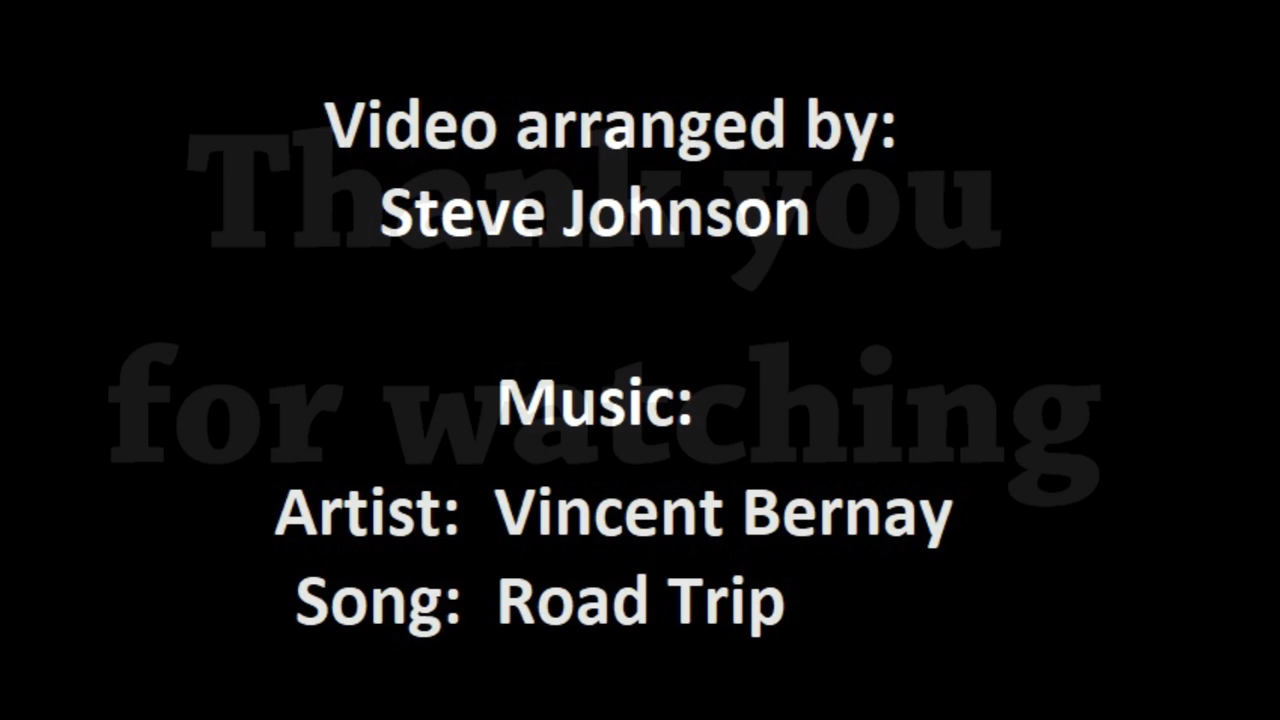 Video arranged by:
Thank you
Steve Johnson
for watching
Music:
Artist: Vincent Bernay
Song: Road Trip